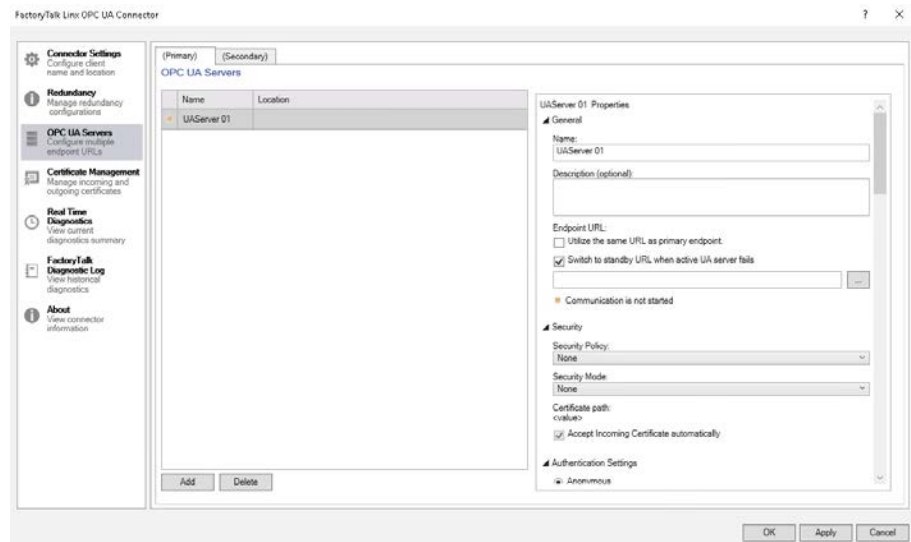 FactoryTalk Linx OPC UA Connector
Connector Settings
Configure client
name and location
Redundancy
Manage redundancy
configurations
OPC UA Servers
Configure multiple
endpoint URLs
Certificate Management
Manage incoming and
outgoing certificates
Real Time
Diagnostics
View current
diagnostics summary
FactoryTalk
Diagnostic Log
View historical
diagnostics
About
View connector
information
(Primary) (Secondary)
OPC UA Servers
Name Location
UAServer 01
Add Delete
UAServer 01 Properties
General
Name:
UAServer 01
Description (optional):
Endpoint URL:
Utilize the same URL as primary endpoint.
Switch to standby URL when active UA server fails
...
Communication is not started
Security
Security Policy:
None
Security Mode:
None
Certificate path:
<value>
Accept Incoming Certificate automatically
Authentication Settings
Anonymous
OK Apply Cancel